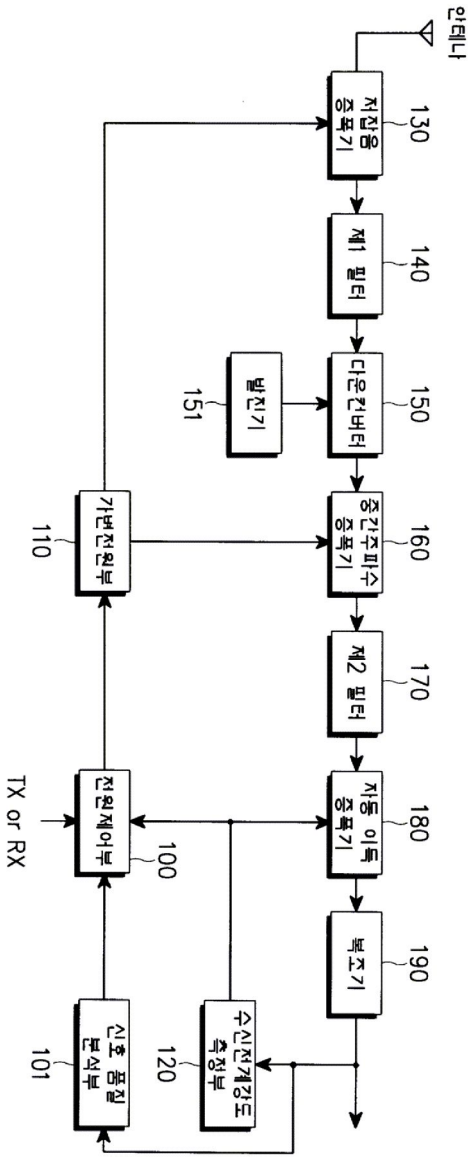 안테나
130
저잡음
증폭기
140
제1 필터
150
다운컨버터
151
발진기
160
중간주파수
증폭기
170
제2 필터
180
자동 이득
증폭기
190
복조기
110
가변전원부
100
전원제어부
TX or RX
120
수신전계강도
측정부
101
신호 품질
분석부